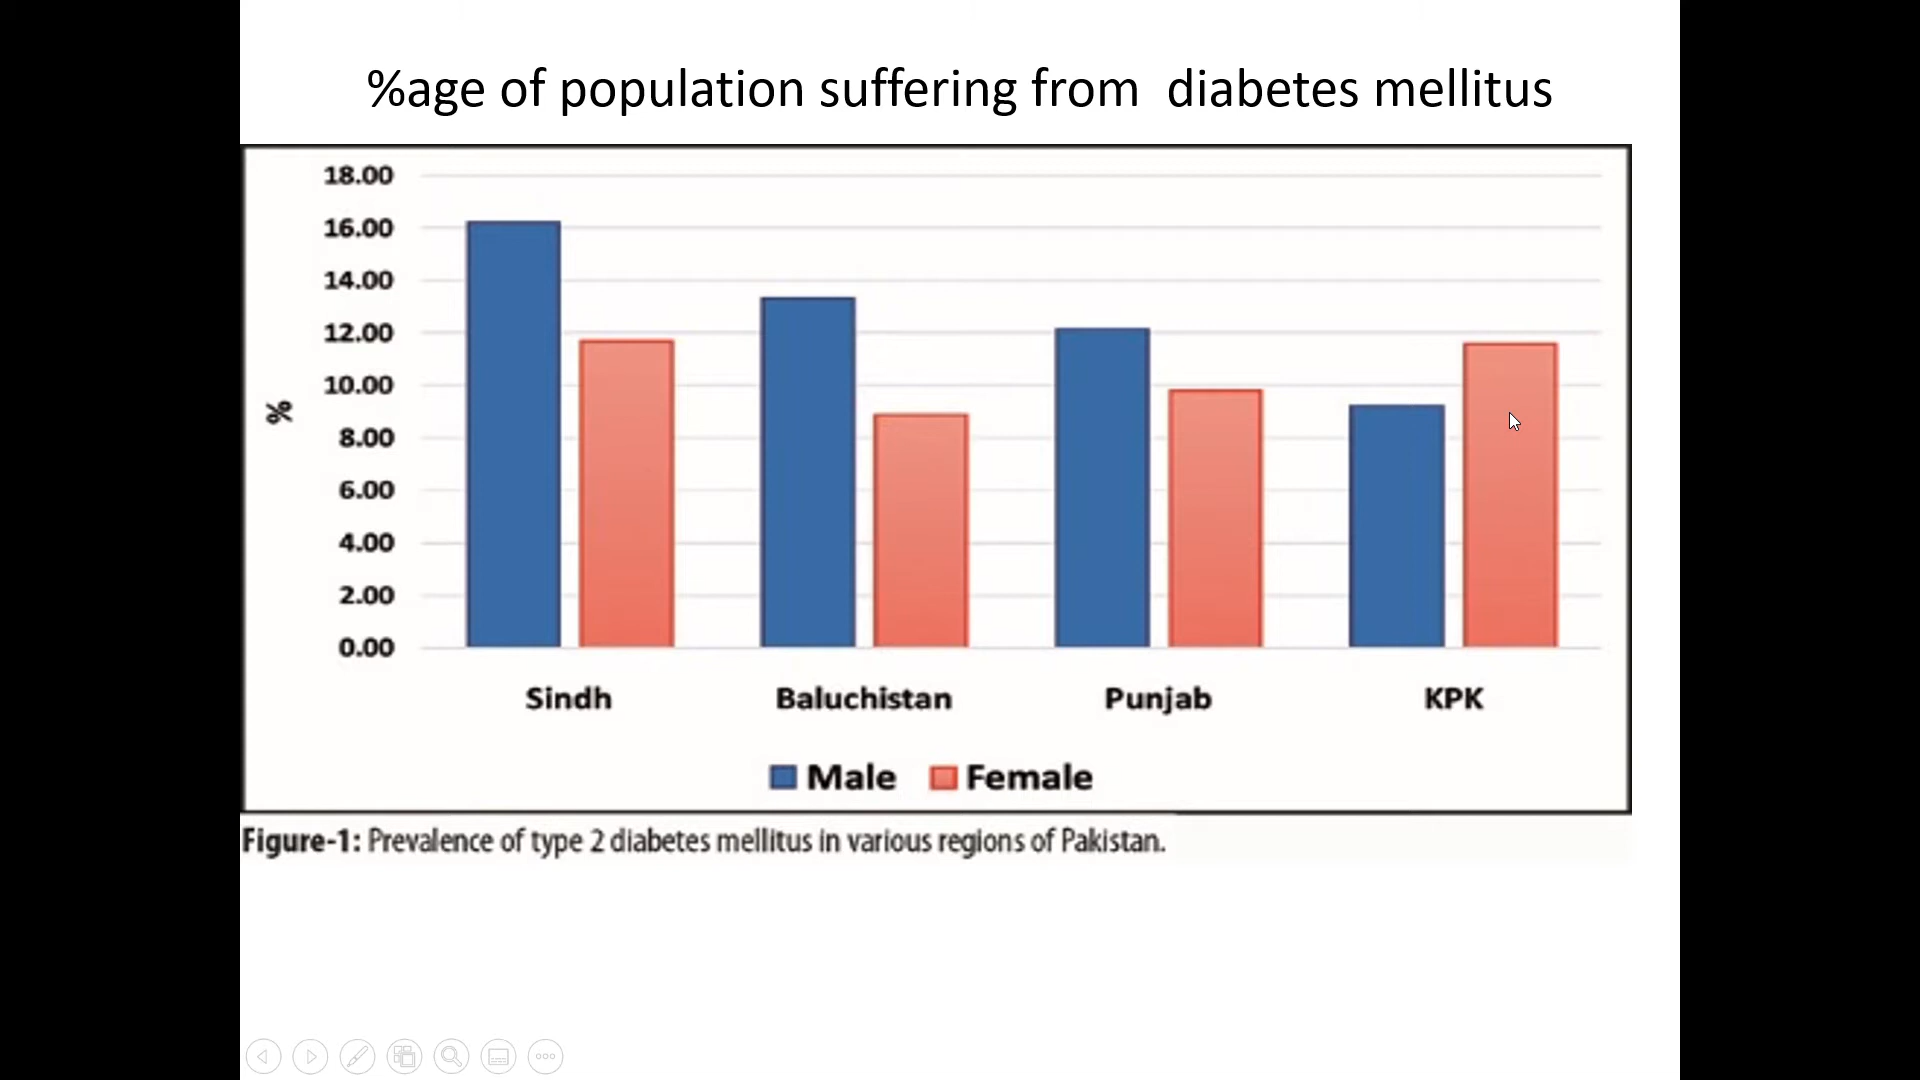 %age of population suffering from  diabetes mellitus
18.00
16.00
14.00
12.00
10.00
8.00
6.00
4.00
2.00
0.00
%
Sindh Baluchistan Punjab KPK
Male Female
Figure-1: Prevalence of type 2 diabetes mellitus in various regions of Pakistan.